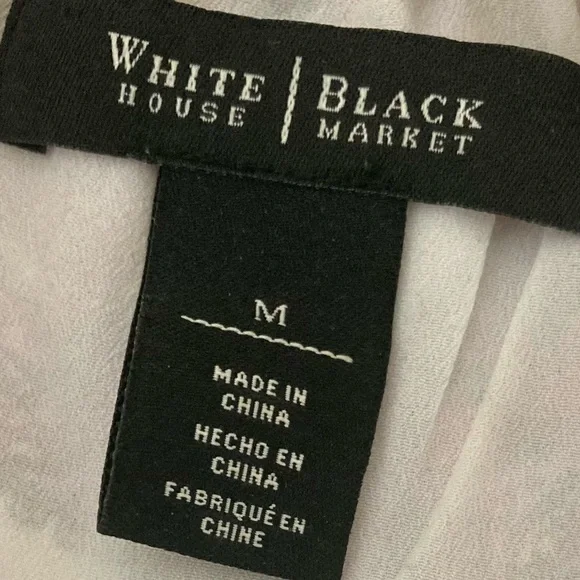 WHITE | BLACK
HOUSE | MARKET
M
MADE IN
CHINA
HECHO EN
CHINA
FABRIQUÉ EN
CHINE